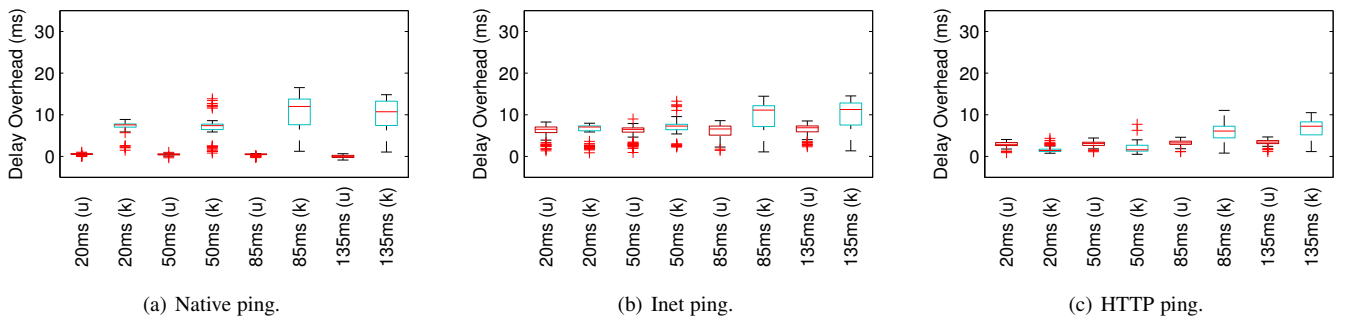 Delay Overhead (ms)
30
20
10
0
20ms (u)
20ms (k)
50ms (u)
50ms (k)
85ms (u)
85ms (k)
135ms (u)
135ms (k)
(a) Native ping.
Delay Overhead (ms)
30
20
10
0
20ms (u)
20ms (k)
50ms (u)
50ms (k)
85ms (u)
85ms (k)
135ms (u)
135ms (k)
(b) Inet ping.
Delay Overhead (ms)
30
20
10
0
20ms (u)
20ms (k)
50ms (u)
50ms (k)
85ms (u)
85ms (k)
135ms (u)
135ms (k)
(c) HTTP ping.